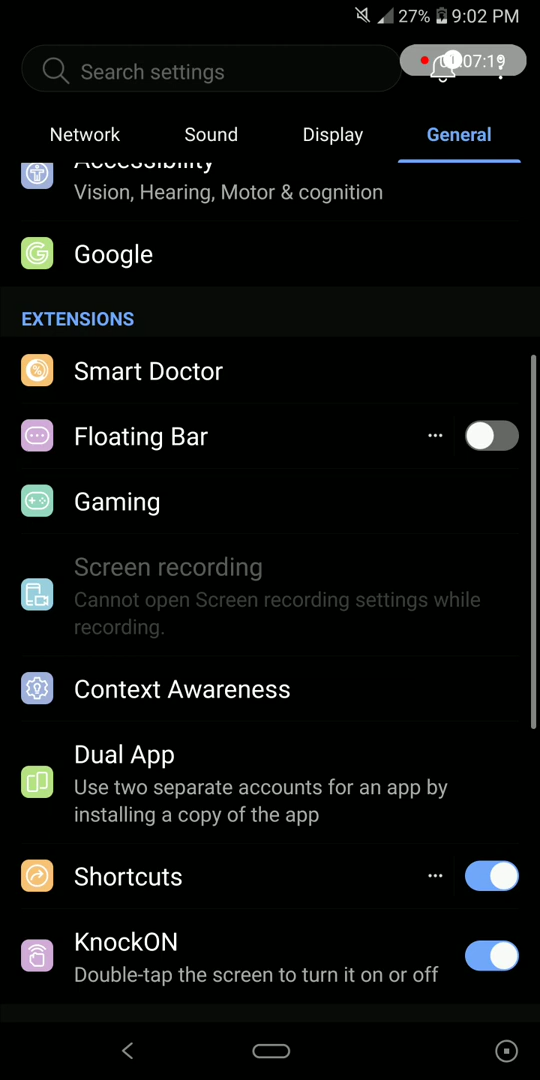 27% 9:02 PM
Search settings
07:19
Network Sound Display General
Accessibility
Vision, Hearing, Motor & cognition
Google
EXTENSIONS
Smart Doctor
Floating Bar
Gaming
Screen recording
Cannot open Screen recording settings while
recording.
Context Awareness
Dual App
Use two separate accounts for an app by
installing a copy of the app
Shortcuts
KnockON
Double-tap the screen to turn it on or off